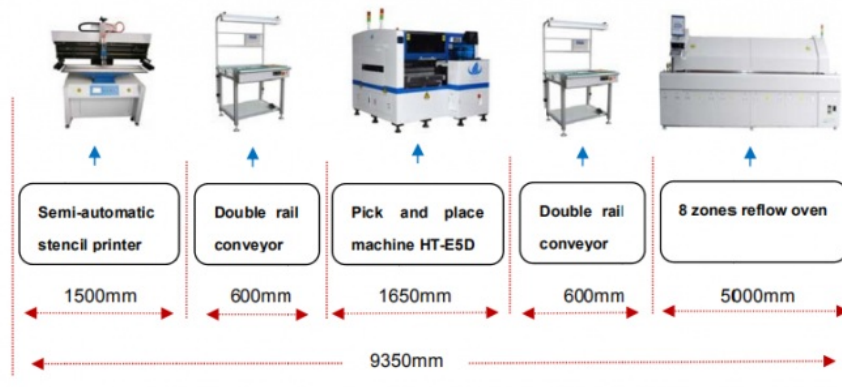 Semi-automatic
stencil printer
Double rail
conveyor
Pick and place
machine HT-E5D
Double rail
conveyor
8 zones reflow oven
1500mm
600mm
1650mm
600mm
5000mm
9350mm